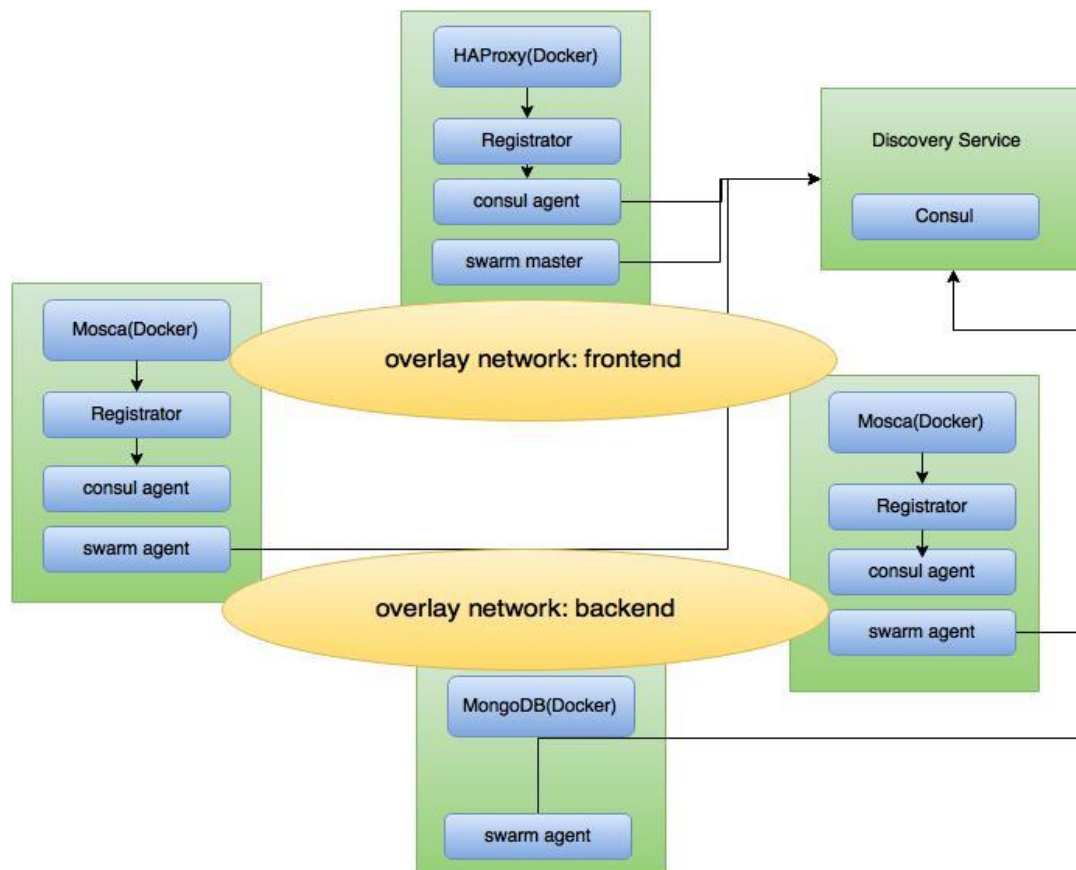 HAProxy(Docker)
Registrator
consul agent
swarm master
Discovery Service
Consul
Mosca(Docker)
Registrator
consul agent
swarm agent
overlay network: frontend
Mosca(Docker)
Registrator
consul agent
swarm agent
overlay network: backend
MongoDB(Docker)
swarm agent